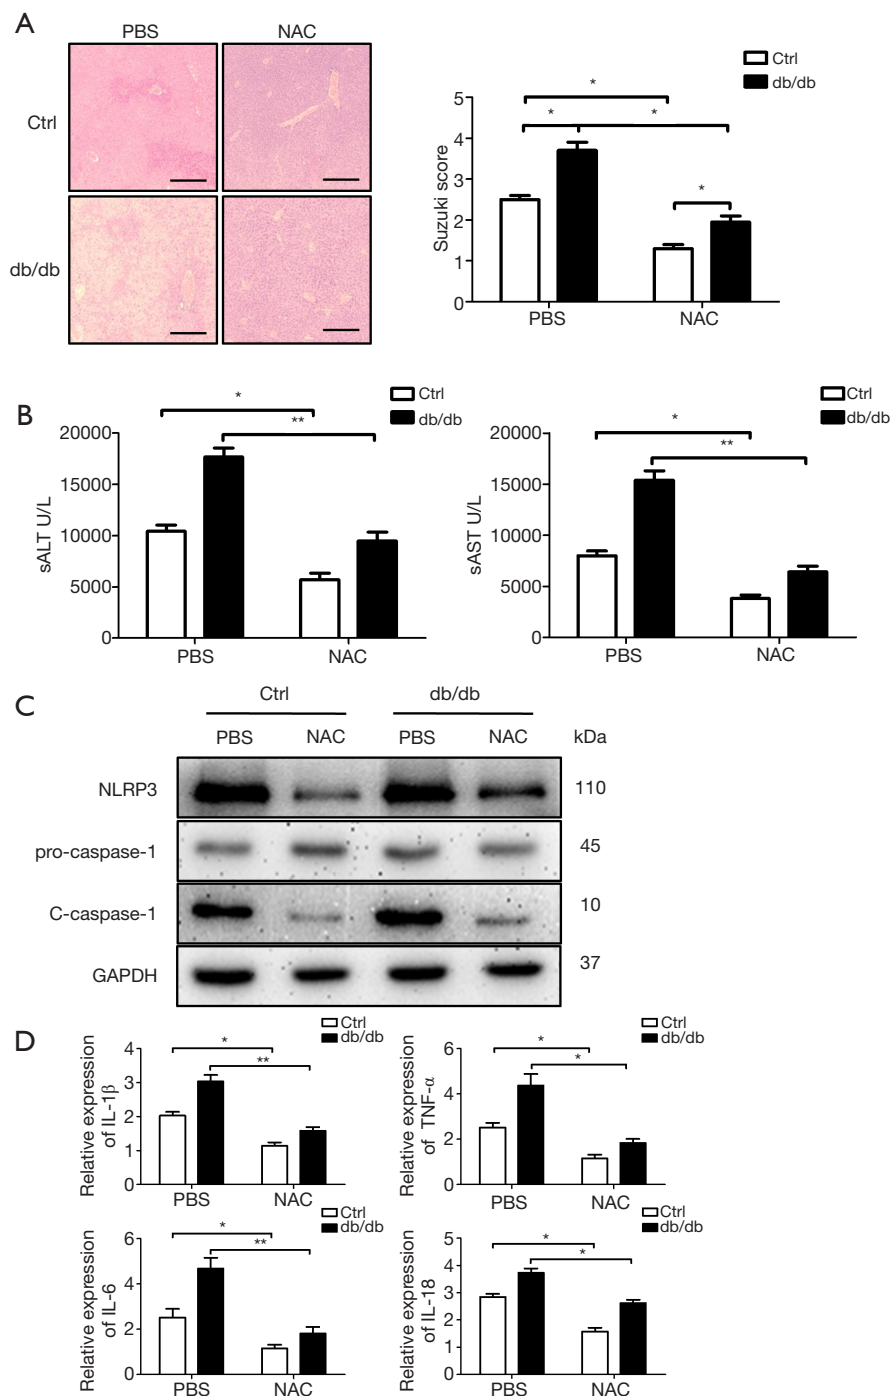 A
PBS NAC
Ctrl
db/db
Ctrl
db/db
Suzuki score
5
4
3
2
1
0
* * * *
PBS NAC
B
Ctrl
db/db
sALT U/L
20000
15000
10000
5000
0
* **
PBS NAC
Ctrl
db/db
sAST U/L
20000
15000
10000
5000
0
* **
PBS NAC
C
Ctrl db/db
PBS NAC PBS NAC kDa
NLRP3 110
pro-caspase-1 45
C-caspase-1 10
GAPDH 37
D
Ctrl
db/db
Relative expression
of IL-1β
4
3
2
1
0
* **
PBS NAC
Ctrl
db/db
Relative expression
of TNF-α
6
4
2
0
* *
PBS NAC
Ctrl
db/db
Relative expression
of IL-6
6
4
2
0
* **
PBS NAC
Ctrl
db/db
Relative expression
of IL-18
5
4
3
2
1
0
* *
PBS NAC